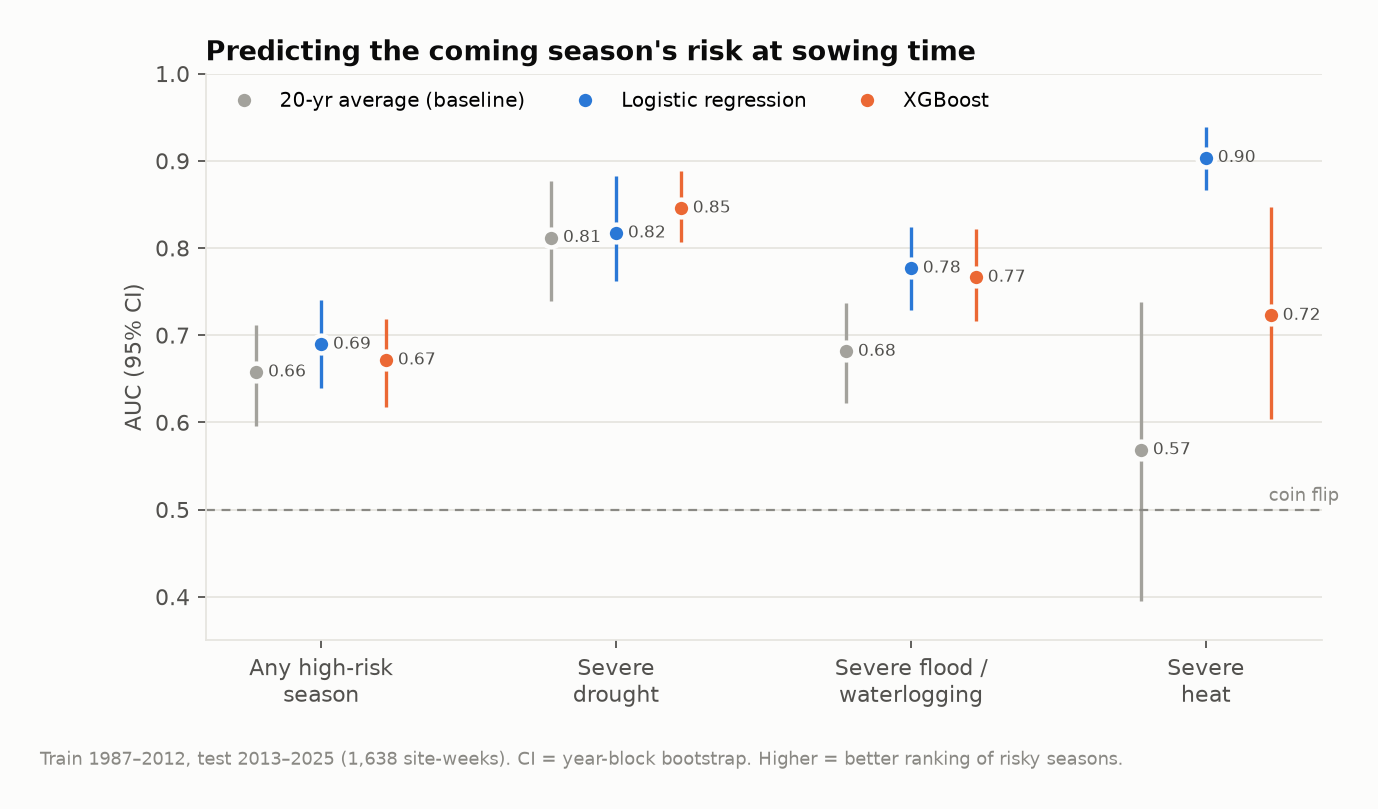 Predicting the coming season's risk at sowing time
20-yr average (baseline)
Logistic regression
XGBoost
AUC (95% CI)
1.0
0.9
0.8
0.7
0.6
0.5
0.4
0.66
0.69
0.67
0.81
0.82
0.85
0.68
0.78
0.77
0.57
0.90
0.72
coin flip
Any high-risk
season
Severe
drought
Severe flood /
waterlogging
Severe
heat
Train 1987–2012, test 2013–2025 (1,638 site-weeks). CI = year-block bootstrap. Higher = better ranking of risky seasons.